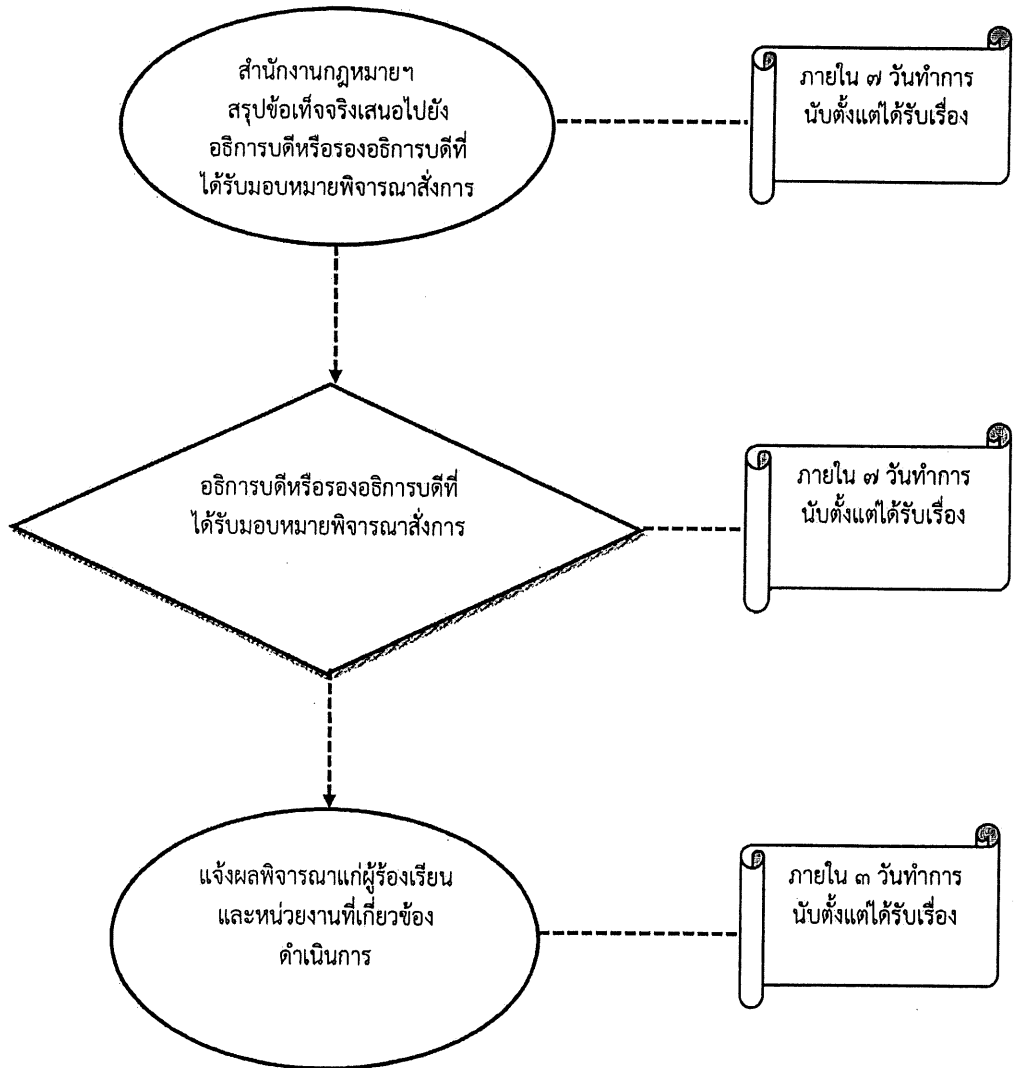 สำนักงานกฎหมายฯ
สรุปข้อเท็จจริงเสนอไปยัง
อธิการบดีหรือรองอธิการบดีที่
ได้รับมอบหมายพิจารณาสั่งการ
ภายใน ๗ วันทำการ
นับตั้งแต่ได้รับเรื่อง
อธิการบดีหรือรองอธิการบดีที่
ได้รับมอบหมายพิจารณาสั่งการ
ภายใน ๗ วันทำการ
นับตั้งแต่ได้รับเรื่อง
แจ้งผลพิจารณาแก่ผู้ร้องเรียน
และหน่วยงานที่เกี่ยวข้อง
ดำเนินการ
ภายใน ๓ วันทำการ
นับตั้งแต่ได้รับเรื่อง